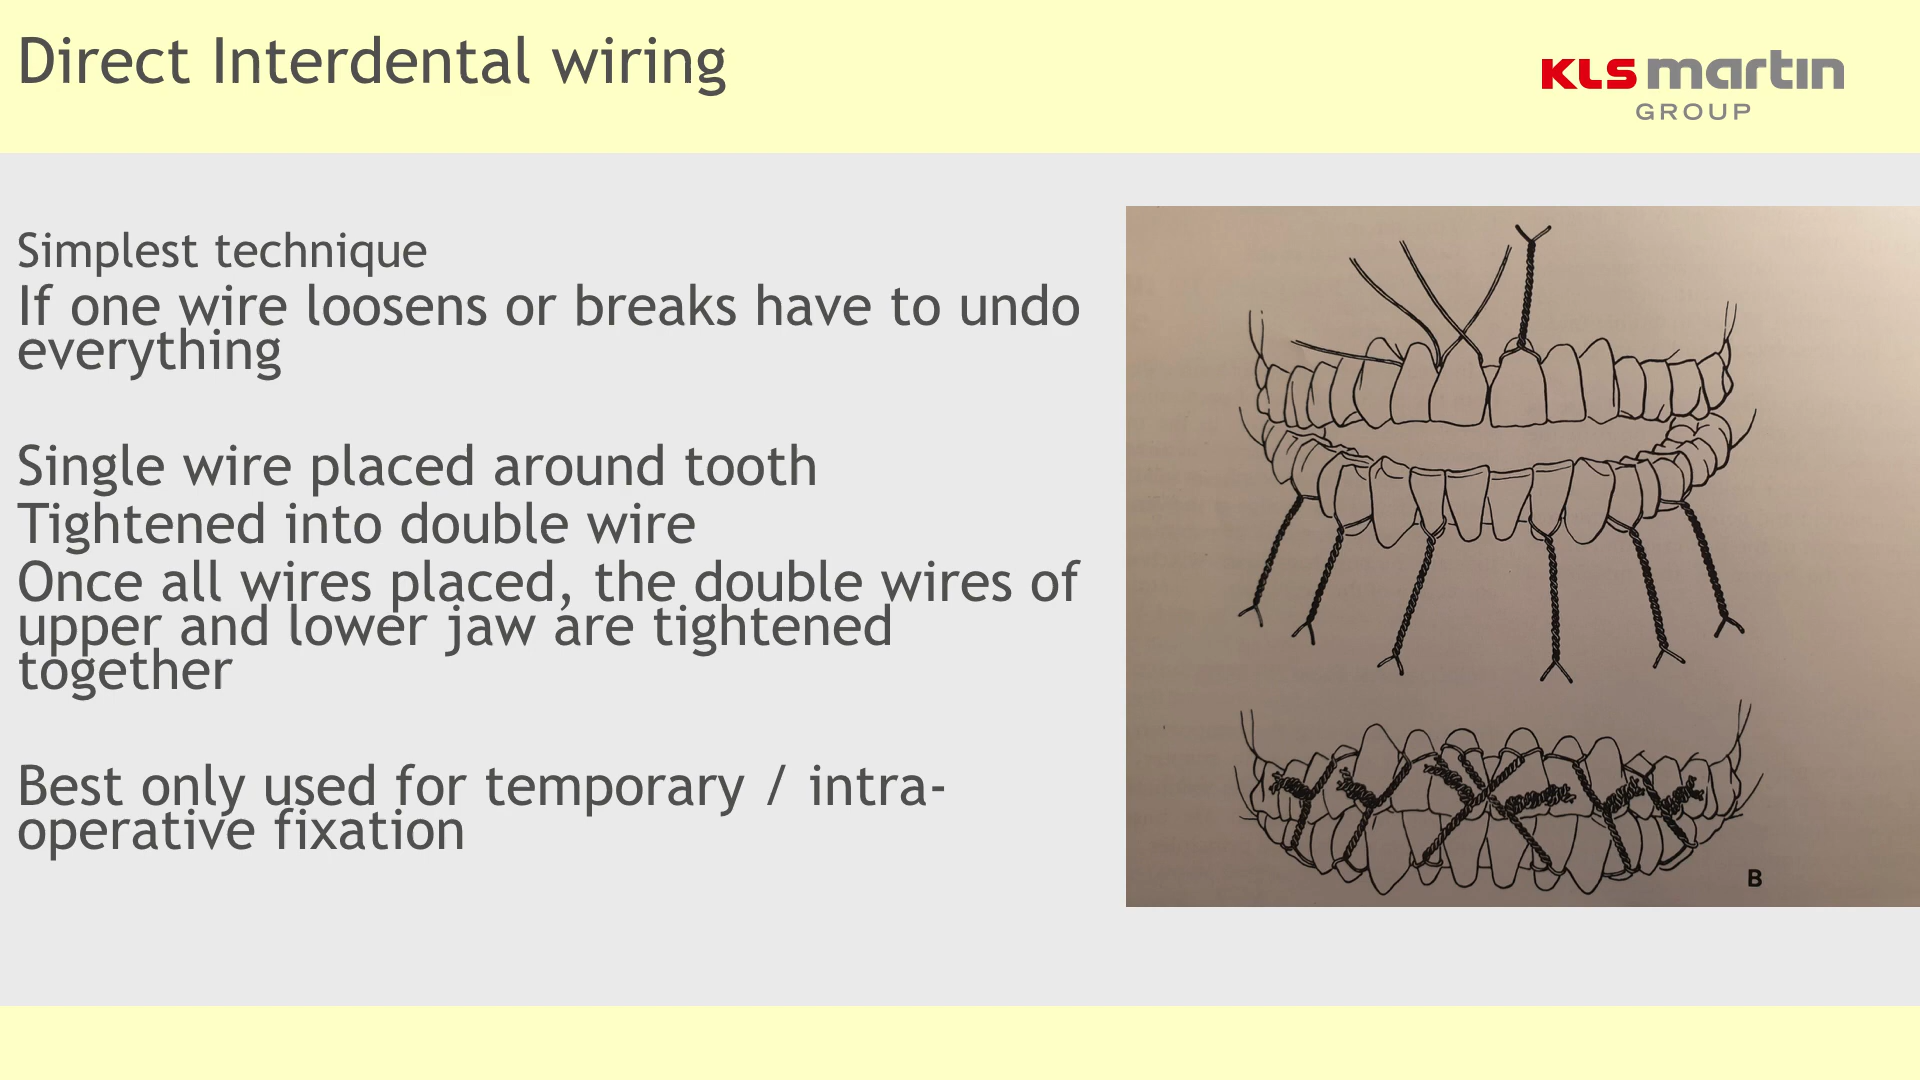 Direct Interdental wiring
KLS martin
GROUP
Simplest technique
If one wire loosens or breaks have to undo
everything
Single wire placed around tooth
Tightened into double wire
Once all wires placed, the double wires of
upper and lower jaw are tightened
together
Best only used for temporary / intra-
operative fixation
B